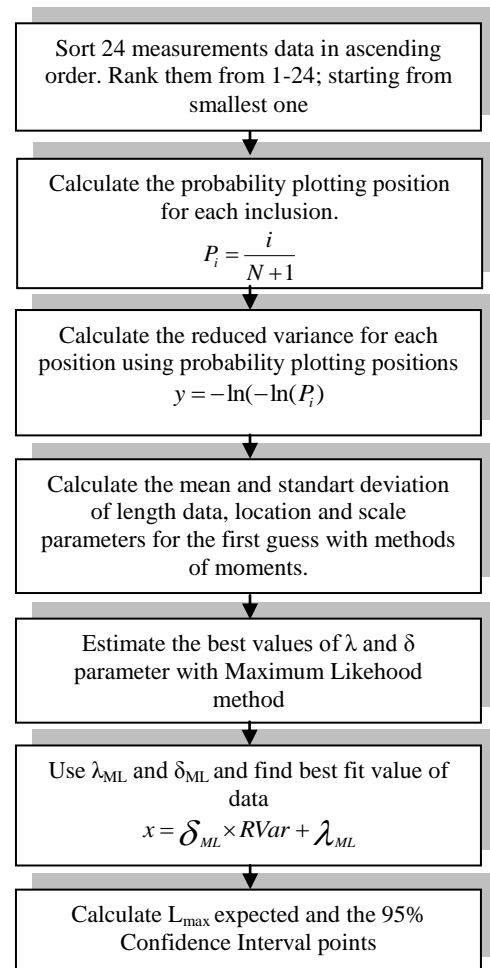 Sort 24 measurements data in ascending
order. Rank them from 1-24; starting from
smallest one
Calculate the probability plotting position
for each inclusion.
P_i = i / (N + 1)
Calculate the reduced variance for each
position using probability plotting positions
y = −ln(−ln(P_i)
Calculate the mean and standart deviation
of length data, location and scale
parameters for the first guess with methods
of moments.
Estimate the best values of λ and δ
parameter with Maximum Likehood
method
Use λ_ML and δ_ML and find best fit value of
data
x = δ_ML × RVar + λ_ML
Calculate L_max expected and the 95%
Confidence Interval points